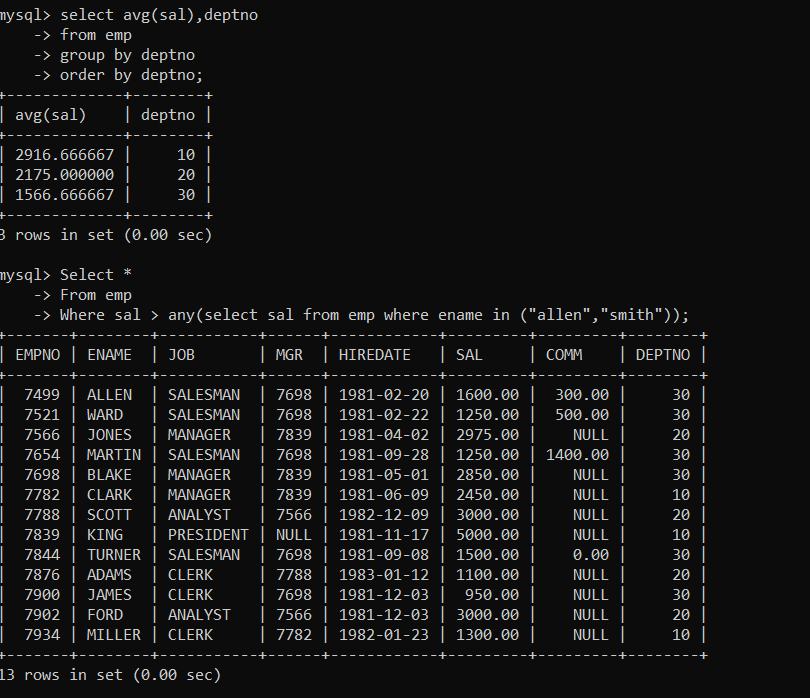 mysql> select avg(sal),deptno
    -> from emp
    -> group by deptno
    -> order by deptno;
+-------------+--------+
| avg(sal)    | deptno |
+-------------+--------+
| 2916.666667 |     10 |
| 2175.000000 |     20 |
| 1566.666667 |     30 |
+-------------+--------+
3 rows in set (0.00 sec)

mysql> Select *
    -> From emp
    -> Where sal > any(select sal from emp where ename in ("allen","smith"));
+-------+--------+-----------+------+------------+---------+---------+--------+
| EMPNO | ENAME  | JOB       | MGR  | HIREDATE   | SAL     | COMM    | DEPTNO |
+-------+--------+-----------+------+------------+---------+---------+--------+
|  7499 | ALLEN  | SALESMAN  | 7698 | 1981-02-20 | 1600.00 |  300.00 |     30 |
|  7521 | WARD   | SALESMAN  | 7698 | 1981-02-22 | 1250.00 |  500.00 |     30 |
|  7566 | JONES  | MANAGER   | 7839 | 1981-04-02 | 2975.00 |    NULL |     20 |
|  7654 | MARTIN | SALESMAN  | 7698 | 1981-09-28 | 1250.00 | 1400.00 |     30 |
|  7698 | BLAKE  | MANAGER   | 7839 | 1981-05-01 | 2850.00 |    NULL |     30 |
|  7782 | CLARK  | MANAGER   | 7839 | 1981-06-09 | 2450.00 |    NULL |     10 |
|  7788 | SCOTT  | ANALYST   | 7566 | 1982-12-09 | 3000.00 |    NULL |     20 |
|  7839 | KING   | PRESIDENT | NULL | 1981-11-17 | 5000.00 |    NULL |     10 |
|  7844 | TURNER | SALESMAN  | 7698 | 1981-09-08 | 1500.00 |    0.00 |     30 |
|  7876 | ADAMS  | CLERK     | 7788 | 1983-01-12 | 1100.00 |    NULL |     20 |
|  7900 | JAMES  | CLERK     | 7698 | 1981-12-03 |  950.00 |    NULL |     30 |
|  7902 | FORD   | ANALYST   | 7566 | 1981-12-03 | 3000.00 |    NULL |     20 |
|  7934 | MILLER | CLERK     | 7782 | 1982-01-23 | 1300.00 |    NULL |     10 |
+-------+--------+-----------+------+------------+---------+---------+--------+
13 rows in set (0.00 sec)